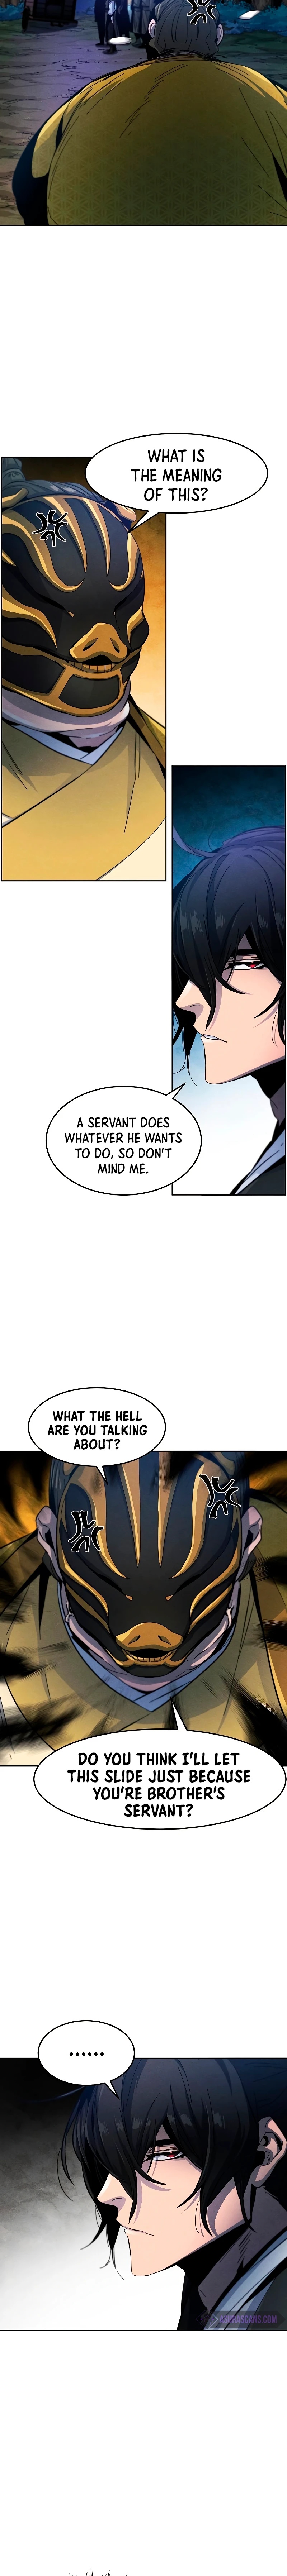 WHAT IS
THE MEANING
OF THIS?
A SERVANT DOES
WHATEVER HE WANTS
TO DO, SO DON'T
MIND ME.
WHAT THE HELL
ARE YOU TALKING
ABOUT?
DO YOU THINK I'LL LET
THIS SLIDE JUST BECAUSE
YOU'RE BROTHER'S
SERVANT?
......